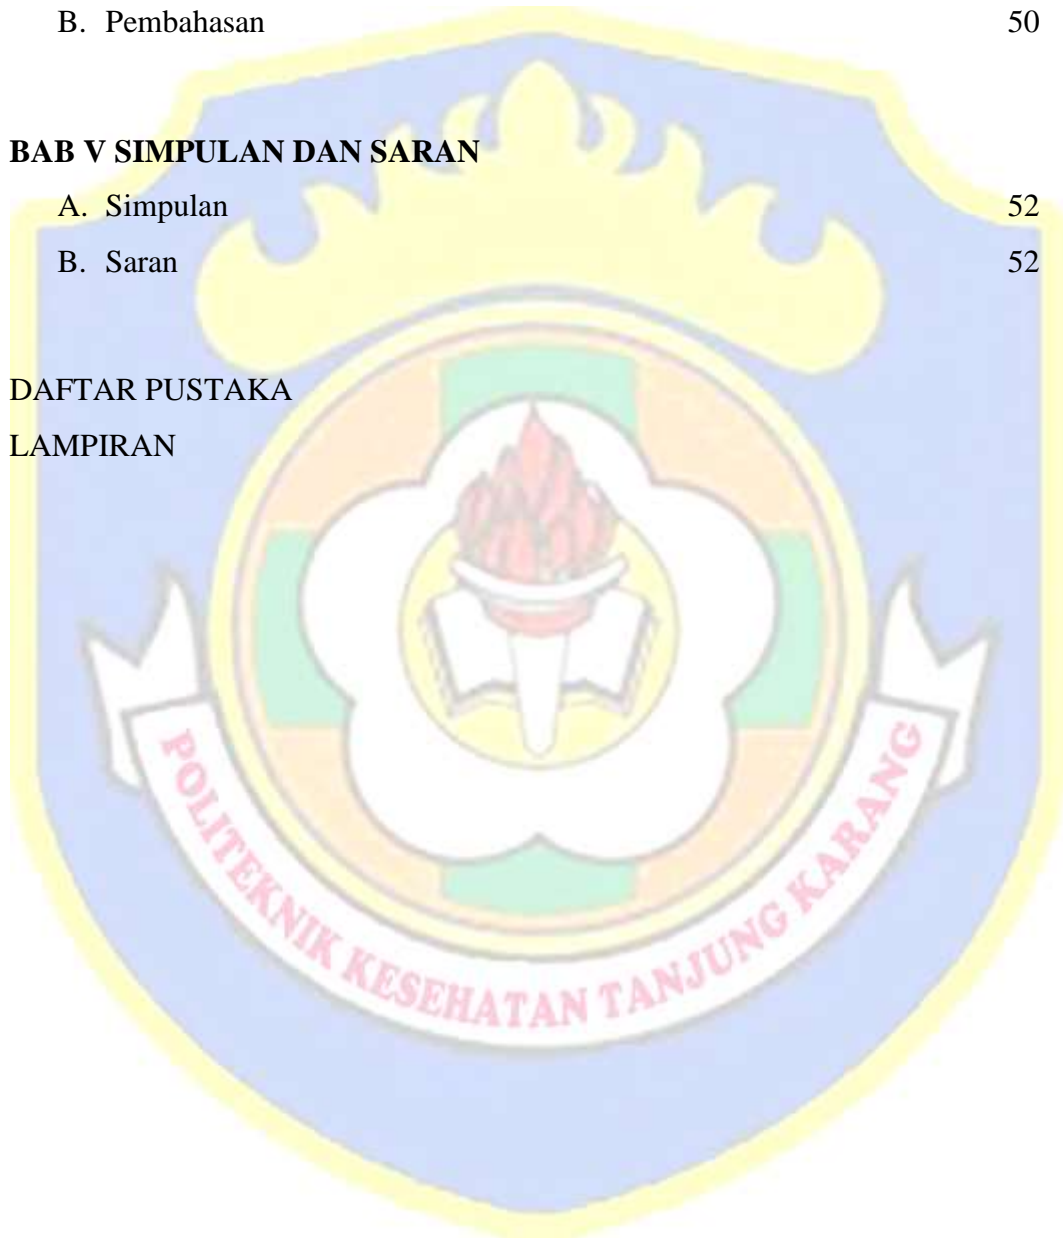 B. Pembahasan 50
BAB V SIMPULAN DAN SARAN
A. Simpulan 52
B. Saran 52
DAFTAR PUSTAKA
LAMPIRAN
POLITEKNIK KESEHATAN TANJUNG KARANG